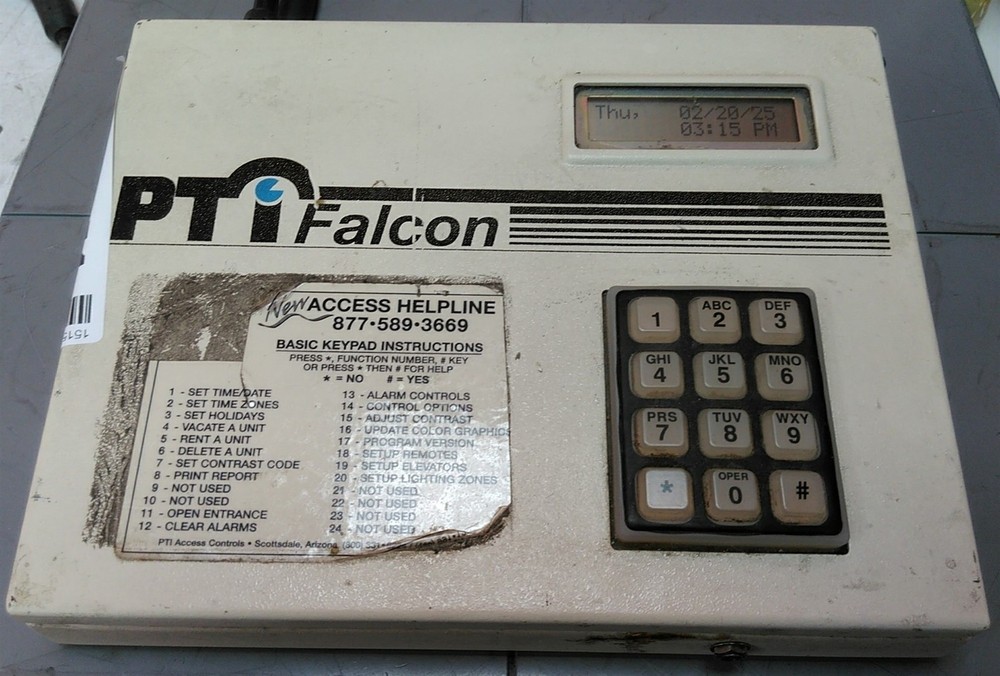 Thu, 02/20/25
03:15 PM
PTi Falcon
New ACCESS HELPLINE
877•589•3669
BASIC KEYPAD INSTRUCTIONS
PRESS *, FUNCTION NUMBER, # KEY
OR PRESS * THEN # FOR HELP
* = NO # = YES
1 - SET TIME/DATE
2 - SET TIME ZONES
3 - SET HOLIDAYS
4 - VACATE A UNIT
5 - RENT A UNIT
6 - DELETE A UNIT
7 - SET CONTRAST CODE
8 - PRINT REPORT
9 - NOT USED
10 - NOT USED
11 - OPEN ENTRANCE
12 - CLEAR ALARMS
13 - ALARM CONTROLS
14 - CONTROL OPTIONS
15 - ADJUST CONTRAST
16 - UPDATE COLOR GRAPHICS
17 - PROGRAM VERSION
18 - SETUP REMOTES
19 - SETUP ELEVATORS
20 - SETUP LIGHTING ZONES
21 - NOT USED
22 - NOT USED
23 - NOT USED
24 - NOT USED
PTI Access Controls • Scottsdale, Arizona
1
ABC 2
DEF 3
GHI 4
JKL 5
MNO 6
PRS 7
TUV 8
WXY 9
*
OPER 0
#